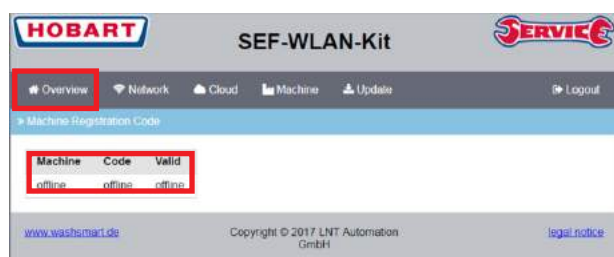 HOBART
SEF-WLAN-Kit
SERVICE
Overview Network Cloud Machine Update Logout
» Machine Registration Code
Machine Code Valid
offline offline offline
www.washsmart.de Copyright © 2017 LNT Automation GmbH legal notice